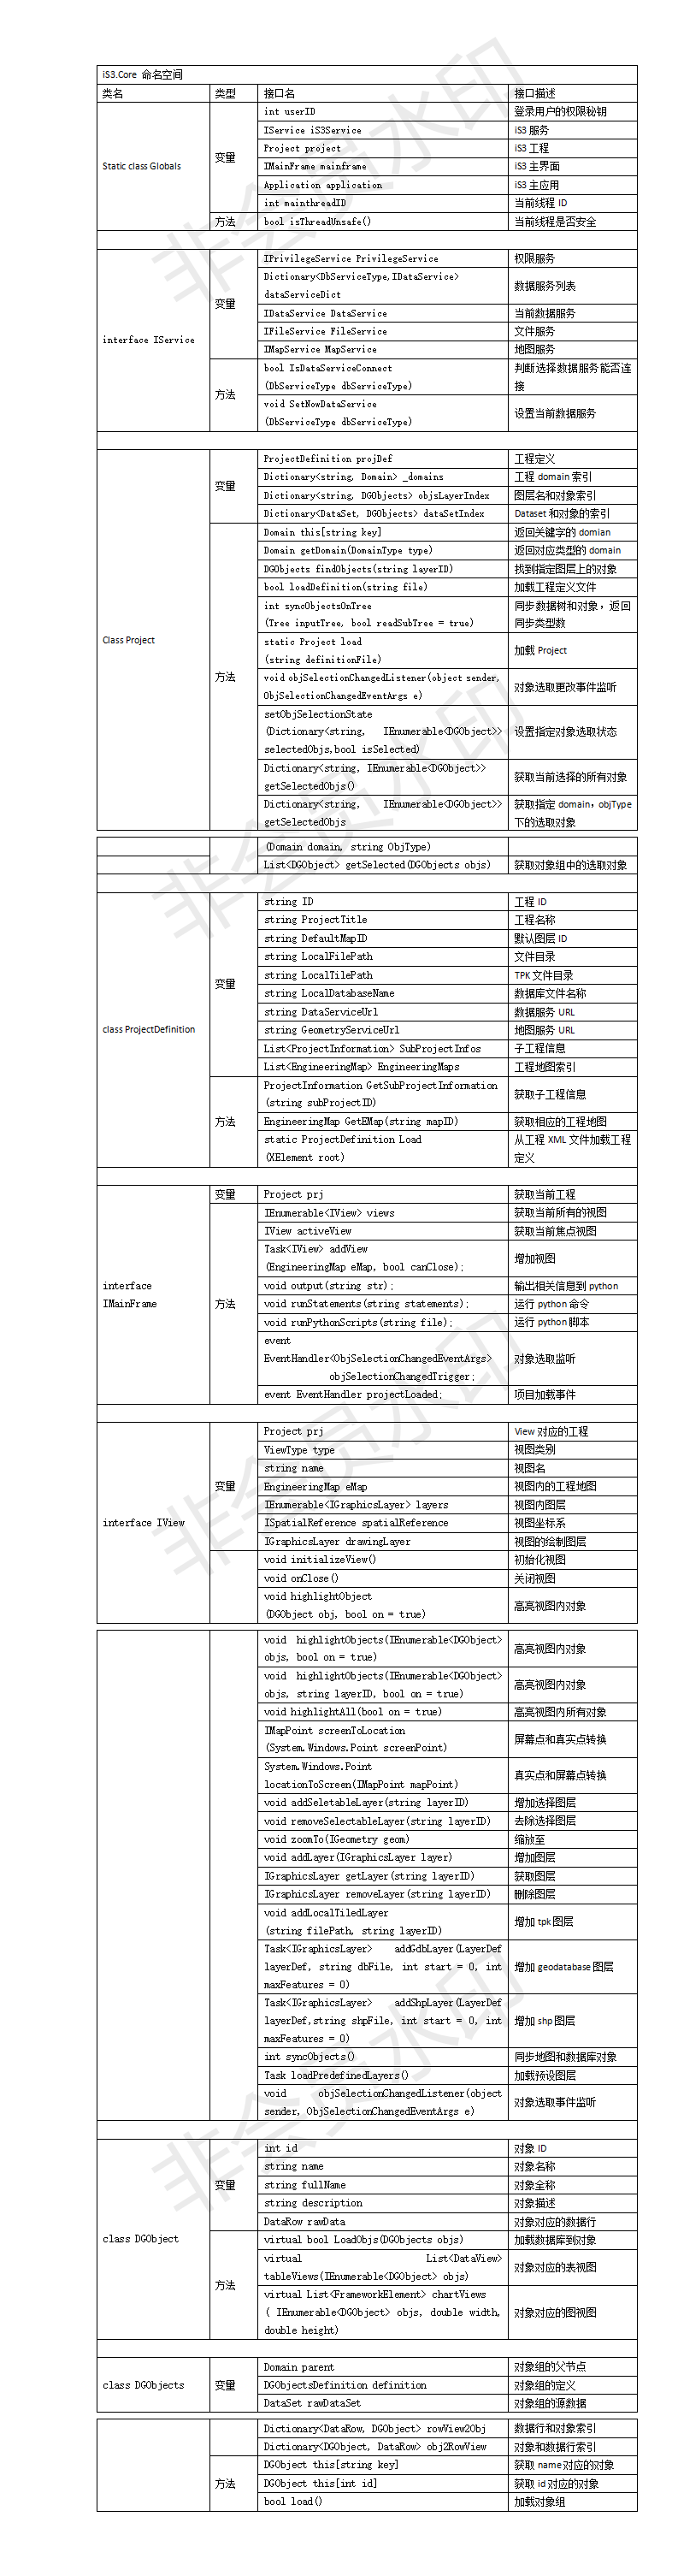 iS3.Core 命名空间
类名 类型 接口名 接口描述
Static class Globals 变量 int userID 登录用户的权限秘钥
IService iS3Service iS3 服务
Project project iS3 工程
IMainFrame mainframe iS3 主界面
Application application iS3 主应用
int mainthreadID 当前线程 ID
方法 bool isThreadUnsafe() 当前线程是否安全
interface IService 变量 IPrivilegeService PrivilegeService 权限服务
Dictionary<DbServiceType,IDataService>
dataServiceDict 数据服务列表
IDataService DataService 当前数据服务
IFileService FileService 文件服务
IMapService MapService 地图服务
方法 bool IsDataServiceConnect 判断选择数据服务能否连
(DbServiceType dbServiceType) 接
void SetNowDataService
(DbServiceType dbServiceType) 设置当前数据服务
Class Project 变量 ProjectDefinition projDef 工程定义
Dictionary<string, Domain> _domains 工程 domain 索引
Dictionary<string, DGObjects> objsLayerIndex 图层名和对象索引
Dictionary<DataSet, DGObjects> dataSetIndex Dataset 和对象的索引
方法 Domain this[string key] 返回关键字的 domian
Domain getDomain(DomainType type) 返回对应类型的 domain
DGObjects findObjects(string layerID) 找到指定图层上的对象
bool loadDefinition(string file) 加载工程定义文件
int syncObjectsOnTree 同步数据树和对象，返回
(Tree inputTree, bool readSubTree = true) 同步类型数
static Project load
(string definitionFile) 加载 Project
void objSelectionChangedListener(object sender,
ObjSelectionChangedEventArgs e) 对象选取更改事件监听
setObjSelectionState
(Dictionary<string, IEnumerable<DGObject>> 设置指定对象选取状态
selectedObjs,bool isSelected)
Dictionary<string, IEnumerable<DGObject>>
getSelectedObjs() 获取当前选择的所有对象
Dictionary<string, IEnumerable<DGObject>> 获取指定 domain，objType
getSelectedObjs 下的选取对象
(Domain domain, string ObjType)
List<DGObject> getSelected(DGObjects objs) 获取对象组中的选取对象
class ProjectDefinition 变量 string ID 工程 ID
string ProjectTitle 工程名称
string DefaultMapID 默认图层 ID
string LocalFilePath 文件目录
string LocalTilePath TPK 文件目录
string LocalDatabaseName 数据库文件名称
string DataServiceUrl 数据服务 URL
string GeometryServiceUrl 地图服务 URL
List<ProjectInformation> SubProjectInfos 子工程信息
List<EngineeringMap> EngineeringMaps 工程地图索引
方法 ProjectInformation GetSubProjectInformation
(string subProjectID) 获取子工程信息
EngineeringMap GetEMap(string mapID) 获取相应的工程地图
static ProjectDefinition Load 从工程 XML 文件加载工程
(XElement root) 定义
interface IMainFrame 变量 Project prj 获取当前工程
方法 IEnumerable<IView> views 获取当前所有的视图
IView activeView 获取当前焦点视图
Task<IView> addView
(EngineeringMap eMap, bool canClose); 增加视图
void output(string str); 输出相关信息到 python
void runStatements(string statements); 运行 python 命令
void runPythonScripts(string file); 运行 python 脚本
event
EventHandler<ObjSelectionChangedEventArgs> 对象选取监听
objSelectionChangedTrigger;
event EventHandler projectLoaded; 项目加载事件
interface IView 变量 Project prj View 对应的工程
ViewType type 视图类别
string name 视图名
EngineeringMap eMap 视图内的工程地图
IEnumerable<IGraphicsLayer> layers 视图内图层
ISpatialReference spatialReference 视图坐标系
IGraphicsLayer drawingLayer 视图的绘制图层
void initializeView() 初始化视图
void onClose() 关闭视图
void highlightObject
(DGObject obj, bool on = true) 高亮视图内对象
void highlightObjects(IEnumerable<DGObject>
objs, bool on = true) 高亮视图内对象
void highlightObjects(IEnumerable<DGObject>
objs, string layerID, bool on = true) 高亮视图内对象
void highlightAll(bool on = true) 高亮视图内所有对象
IMapPoint screenToLocation
(System.Windows.Point screenPoint) 屏幕点和真实点转换
System.Windows.Point
locationToScreen(IMapPoint mapPoint) 真实点和屏幕点转换
void addSeletableLayer(string layerID) 增加选择图层
void removeSelectableLayer(string layerID) 去除选择图层
void zoomTo(IGeometry geom) 缩放至
void addLayer(IGraphicsLayer layer) 增加图层
IGraphicsLayer getLayer(string layerID) 获取图层
IGraphicsLayer removeLayer(string layerID) 删除图层
void addLocalTiledLayer
(string filePath, string layerID) 增加 tpk 图层
Task<IGraphicsLayer> addGdbLayer(LayerDef
layerDef, string dbFile, int start = 0, int 增加 geodatabase 图层
maxFeatures = 0)
Task<IGraphicsLayer> addShpLayer(LayerDef
layerDef,string shpFile, int start = 0, int 增加 shp 图层
maxFeatures = 0)
int syncObjects() 同步地图和数据库对象
Task loadPredefinedLayers() 加载预设图层
void objSelectionChangedListener(object
sender, ObjSelectionChangedEventArgs e) 对象选取事件监听
class DGObject 变量 int id 对象 ID
string name 对象名称
string fullName 对象全称
string description 对象描述
DataRow rawData 对象对应的数据行
方法 virtual bool LoadObjs(DGObjects objs) 加载数据库到对象
virtual List<DataView>
tableViews(IEnumerable<DGObject> objs) 对象对应的表视图
virtual List<FrameworkElement> chartViews
( IEnumerable<DGObject> objs, double width, 对象对应的图视图
double height)
class DGObjects 变量 Domain parent 对象组的父节点
DGObjectsDefinition definition 对象组的定义
DataSet rawDataSet 对象组的源数据
Dictionary<DataRow, DGObject> rowView2Obj 数据行和对象索引
Dictionary<DGObject, DataRow> obj2RowView 对象和数据行索引
方法 DGObject this[string key] 获取 name 对应的对象
DGObject this[int id] 获取 id 对应的对象
bool load() 加载对象组
非会员水印
非会员水印
非会员水印
非会员水印